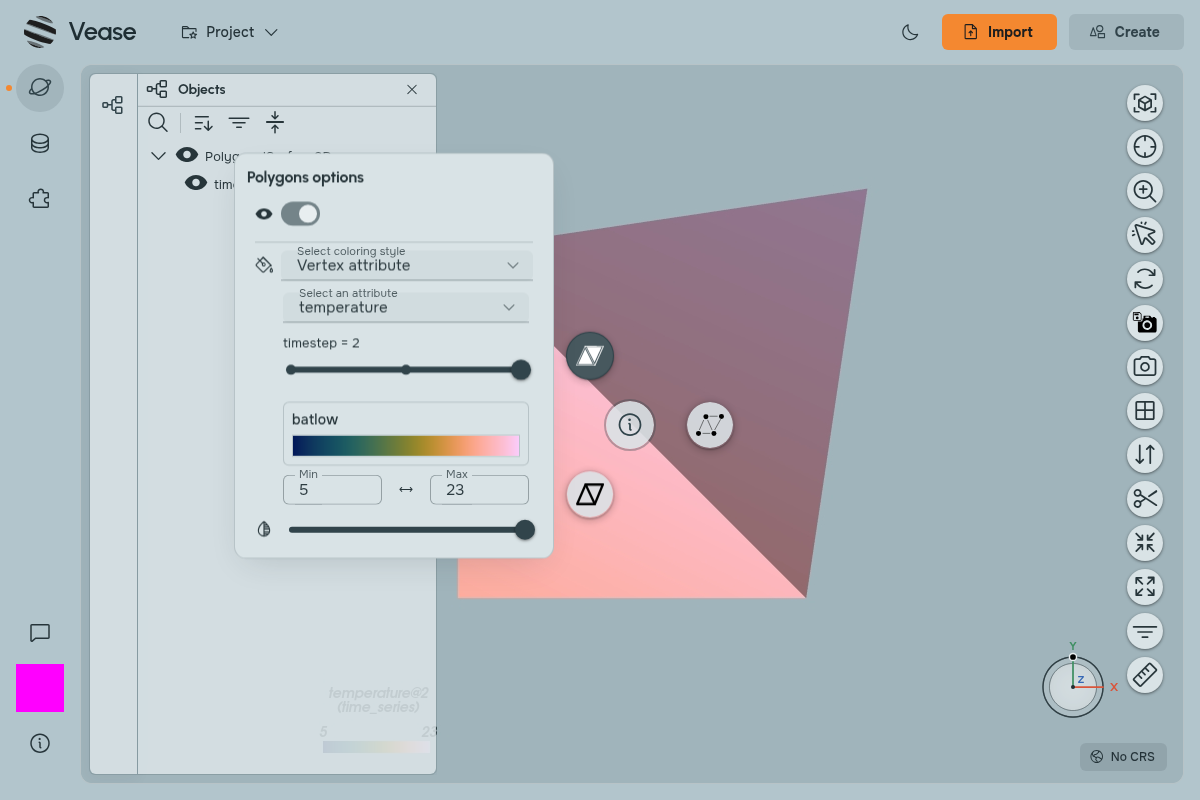 Vease
Project
Import
Create
Objects
Polygons options
Select coloring style
Vertex attribute
Select an attribute
temperature
timestep = 2
batlow
Min
5
Max
23
temperature@2
(time_series)
5
23
Y
Z
X
No CRS